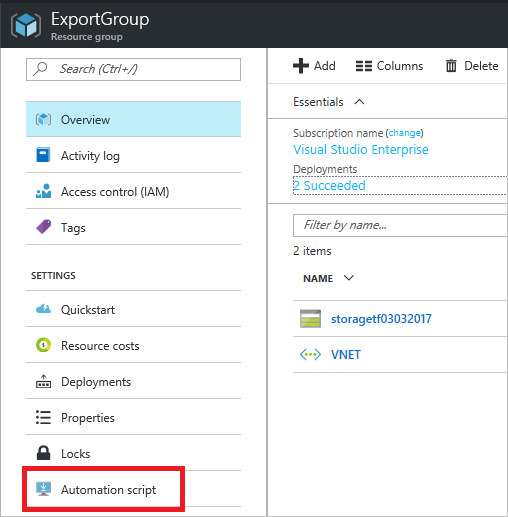 ExportGroup
Resource group
Search (Ctrl+/)
Overview
Activity log
Access control (IAM)
Tags
SETTINGS
Quickstart
Resource costs
Deployments
Properties
Locks
Automation script
Add Columns Delete
Essentials
Subscription name (change)
Visual Studio Enterprise
Deployments
2 Succeeded
Filter by name...
2 items
NAME
storagetf03032017
VNET